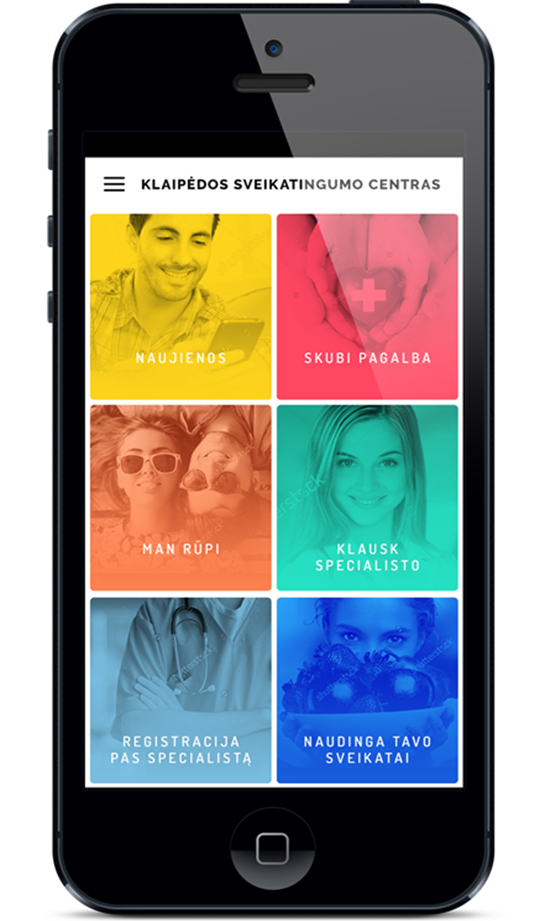 KLAIPĖDOS SVEIKATINGUMO CENTRAS
NAUJIENOS
SKUBI PAGALBA
MAN RŪPI
KLAUSK
SPECIALISTO
REGISTRACIJA
PAS SPECIALISTĄ
NAUDINGA TAVO
SVEIKATAI